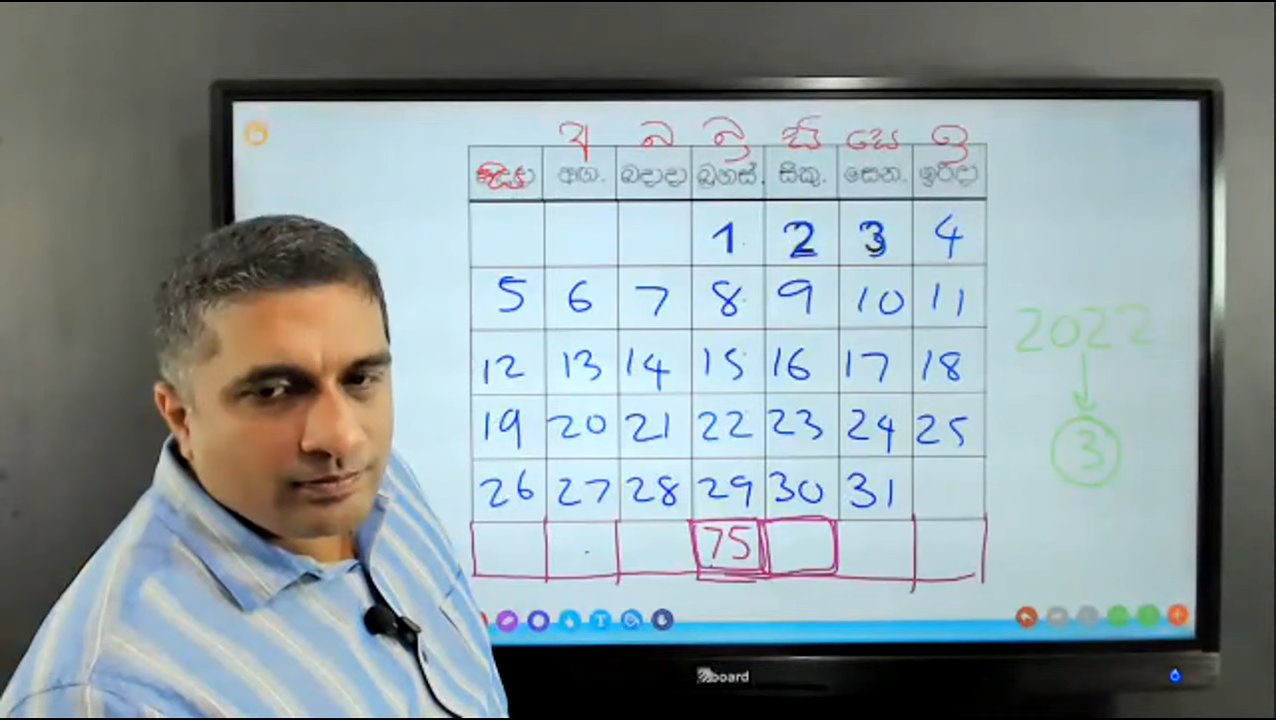 අ බ බ්‍ර සි සෙ ඉ
අඟ. බදාදා බ්‍රහස්. සිකු. සෙන. ඉරිදා
1 2 3 4
5 6 7 8 9 10 11
12 13 14 15 16 17 18
19 20 21 22 23 24 25
26 27 28 29 30 31
75
2022
3
board